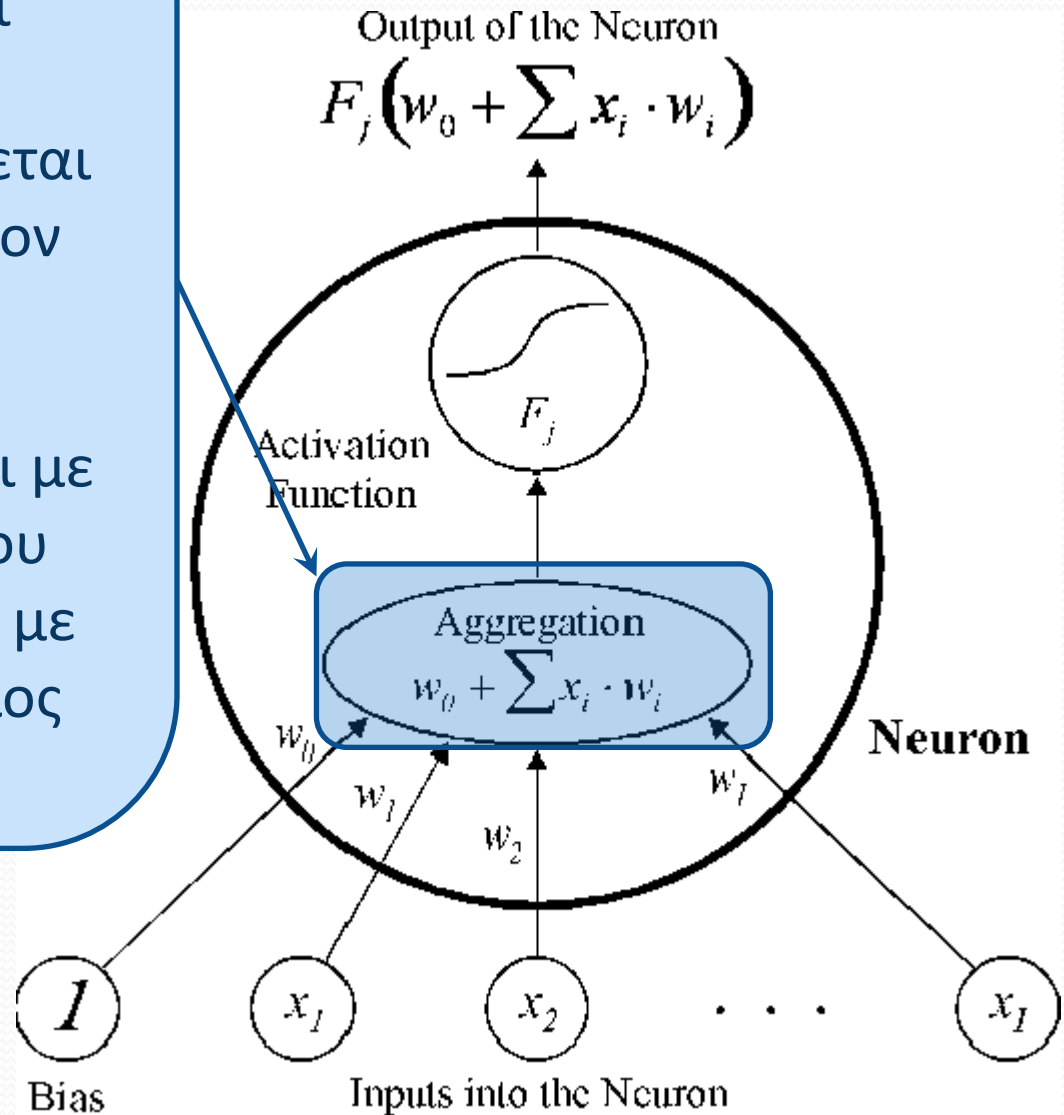 Output of the Neuron
F_j(w_0 + ∑ x_i · w_i)
εται
ον
ι με
ου
με
ος
F_j
Activation
Function
Aggregation
w_0 + ∑ x_i · w_i
Neuron
w_0
w_1
w_2
w_I
1
x_1
x_2
. . .
x_I
Bias
Inputs into the Neuron